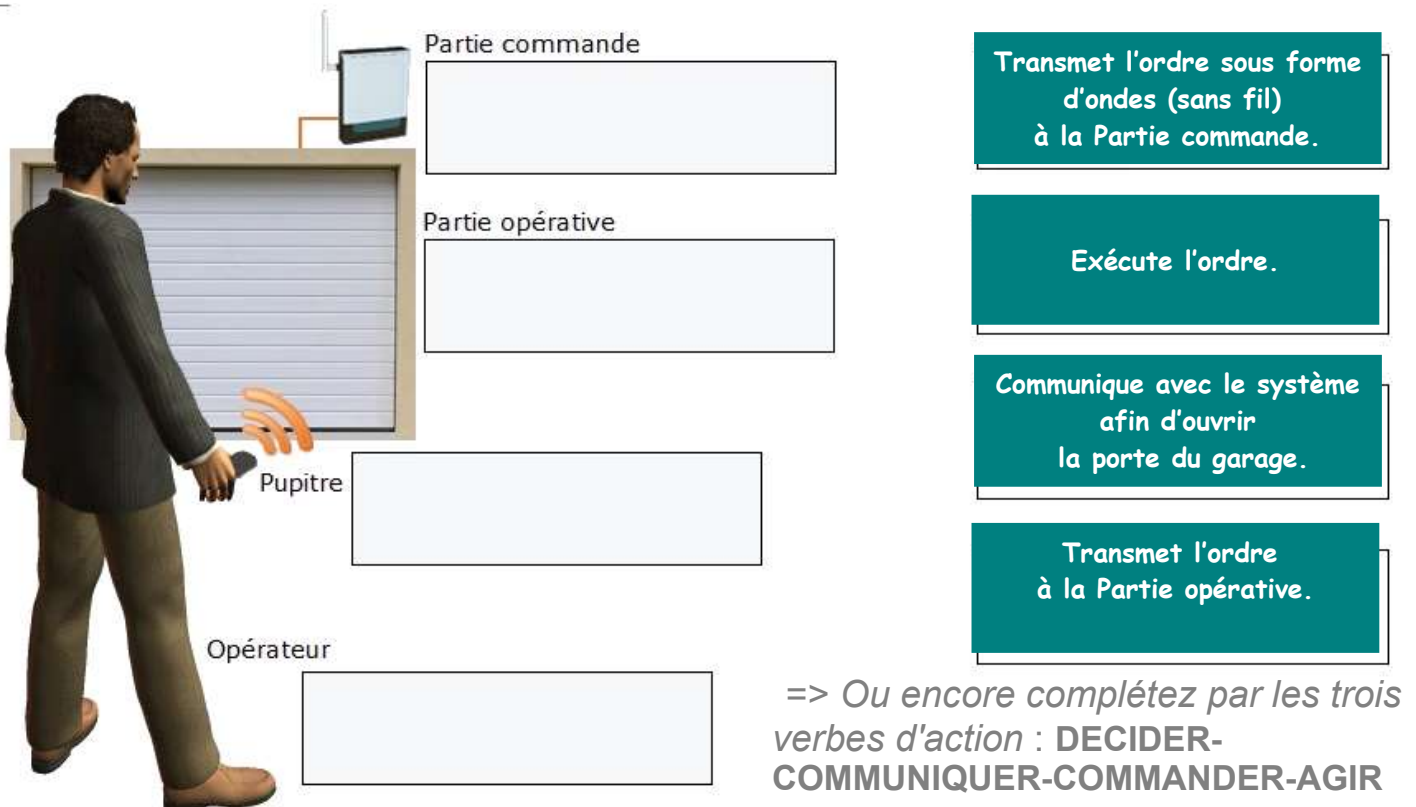 Partie commande
Partie opérative
Pupitre
Opérateur
Transmet l'ordre sous forme
d'ondes (sans fil)
à la Partie commande.
Exécute l'ordre.
Communique avec le système
afin d'ouvrir
la porte du garage.
Transmet l'ordre
à la Partie opérative.
=> Ou encore complétez par les trois
verbes d'action : DECIDER-
COMMUNIQUER-COMMANDER-AGIR